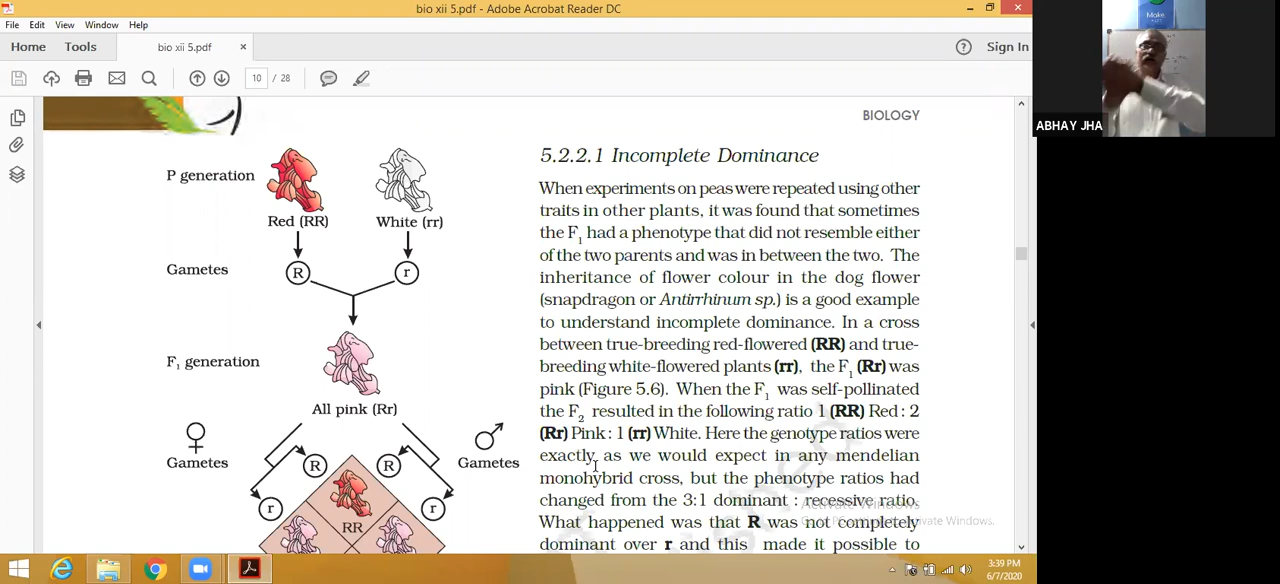 bio xii 5.pdf - Adobe Acrobat Reader DC
File Edit View Window Help
Home Tools bio xii 5.pdf × Sign In
10 / 28
BIOLOGY
P generation
Red (RR) White (rr)
Gametes R r
F1 generation
All pink (Rr)
Gametes R R Gametes
r r
RR
5.2.2.1 Incomplete Dominance
When experiments on peas were repeated using other
traits in other plants, it was found that sometimes
the F1 had a phenotype that did not resemble either
of the two parents and was in between the two. The
inheritance of flower colour in the dog flower
(snapdragon or Antirrhinum sp.) is a good example
to understand incomplete dominance. In a cross
between true-breeding red-flowered (RR) and true-
breeding white-flowered plants (rr), the F1 (Rr) was
pink (Figure 5.6). When the F1 was self-pollinated
the F2 resulted in the following ratio 1 (RR) Red : 2
(Rr) Pink : 1 (rr) White. Here the genotype ratios were
exactly as we would expect in any mendelian
monohybrid cross, but the phenotype ratios had
changed from the 3:1 dominant : recessive ratio.
What happened was that R was not completely
dominant over r and this made it possible to
Activate Windows
Go to PC settings to activate Windows.
Make
ABHAY JHA
3:39 PM
6/7/2020